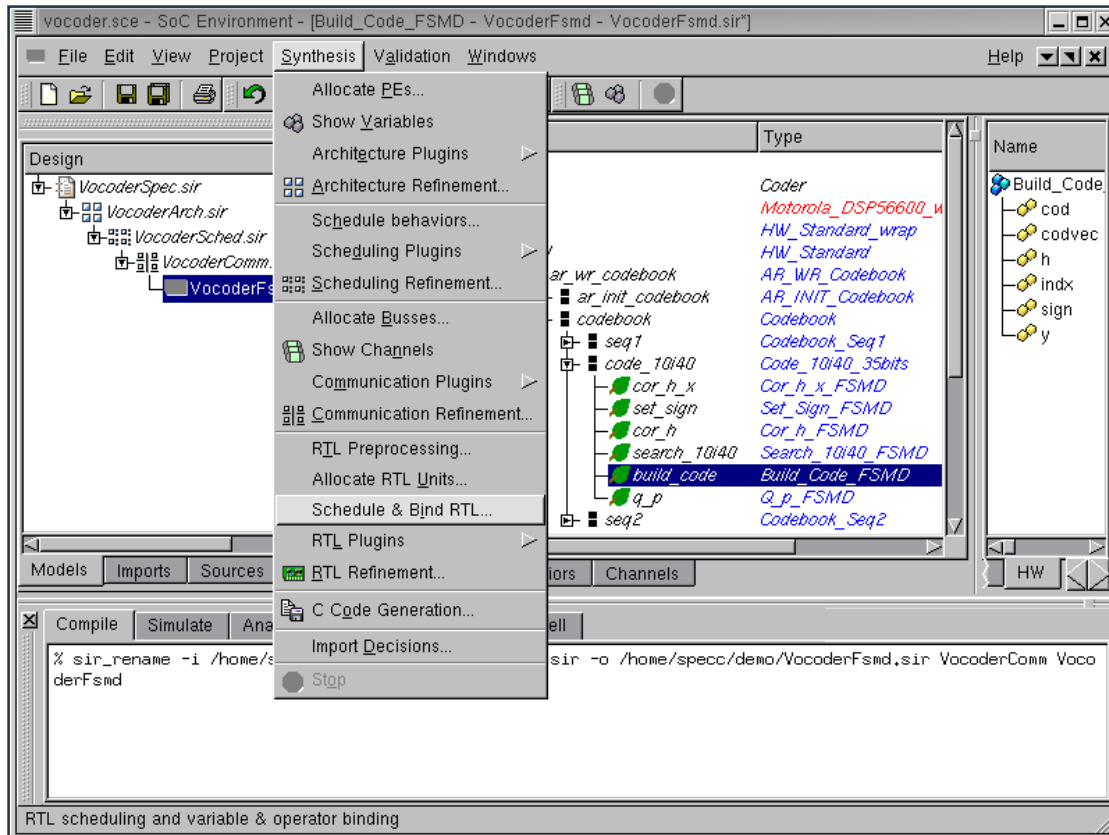 vocoder.sce - SoC Environment - [Build_Code_FSMD - VocoderFsmd - VocoderFsmd.sir*]
File Edit View Project Synthesis Validation Windows Help
Allocate PEs...
Show Variables
Architecture Plugins
Architecture Refinement...
Schedule behaviors...
Scheduling Plugins
Scheduling Refinement...
Allocate Busses...
Show Channels
Communication Plugins
Communication Refinement...
RTL Preprocessing...
Allocate RTL Units...
Schedule & Bind RTL...
RTL Plugins
RTL Refinement...
C Code Generation...
Import Decisions...
Stop
Design
VocoderSpec.sir
VocoderArch.sir
VocoderSched.sir
VocoderComm.
VocoderFs
Models Imports Sources
Type
Coder
Motorola_DSP56600_w
HW_Standard_wrap
HW_Standard
ar_wr_codebook AR_WR_Codebook
ar_init_codebook AR_INIT_Codebook
codebook Codebook
seq1 Codebook_Seq1
code_10i40 Code_10i40_35bits
cor_h_x Cor_h_x_FSMD
set_sign Set_Sign_FSMD
cor_h Cor_h_FSMD
search_10i40 Search_10i40_FSMD
build_code Build_Code_FSMD
q_p Q_p_FSMD
seq2 Codebook_Seq2
iors Channels
Name
Build_Code_
cod
codvec
h
indx
sign
y
HW
Compile Simulate Ana ell
% sir_rename -i /home/s sir -o /home/specc/demo/VocoderFsmd.sir VocoderComm Voco
derFsmd
RTL scheduling and variable & operator binding